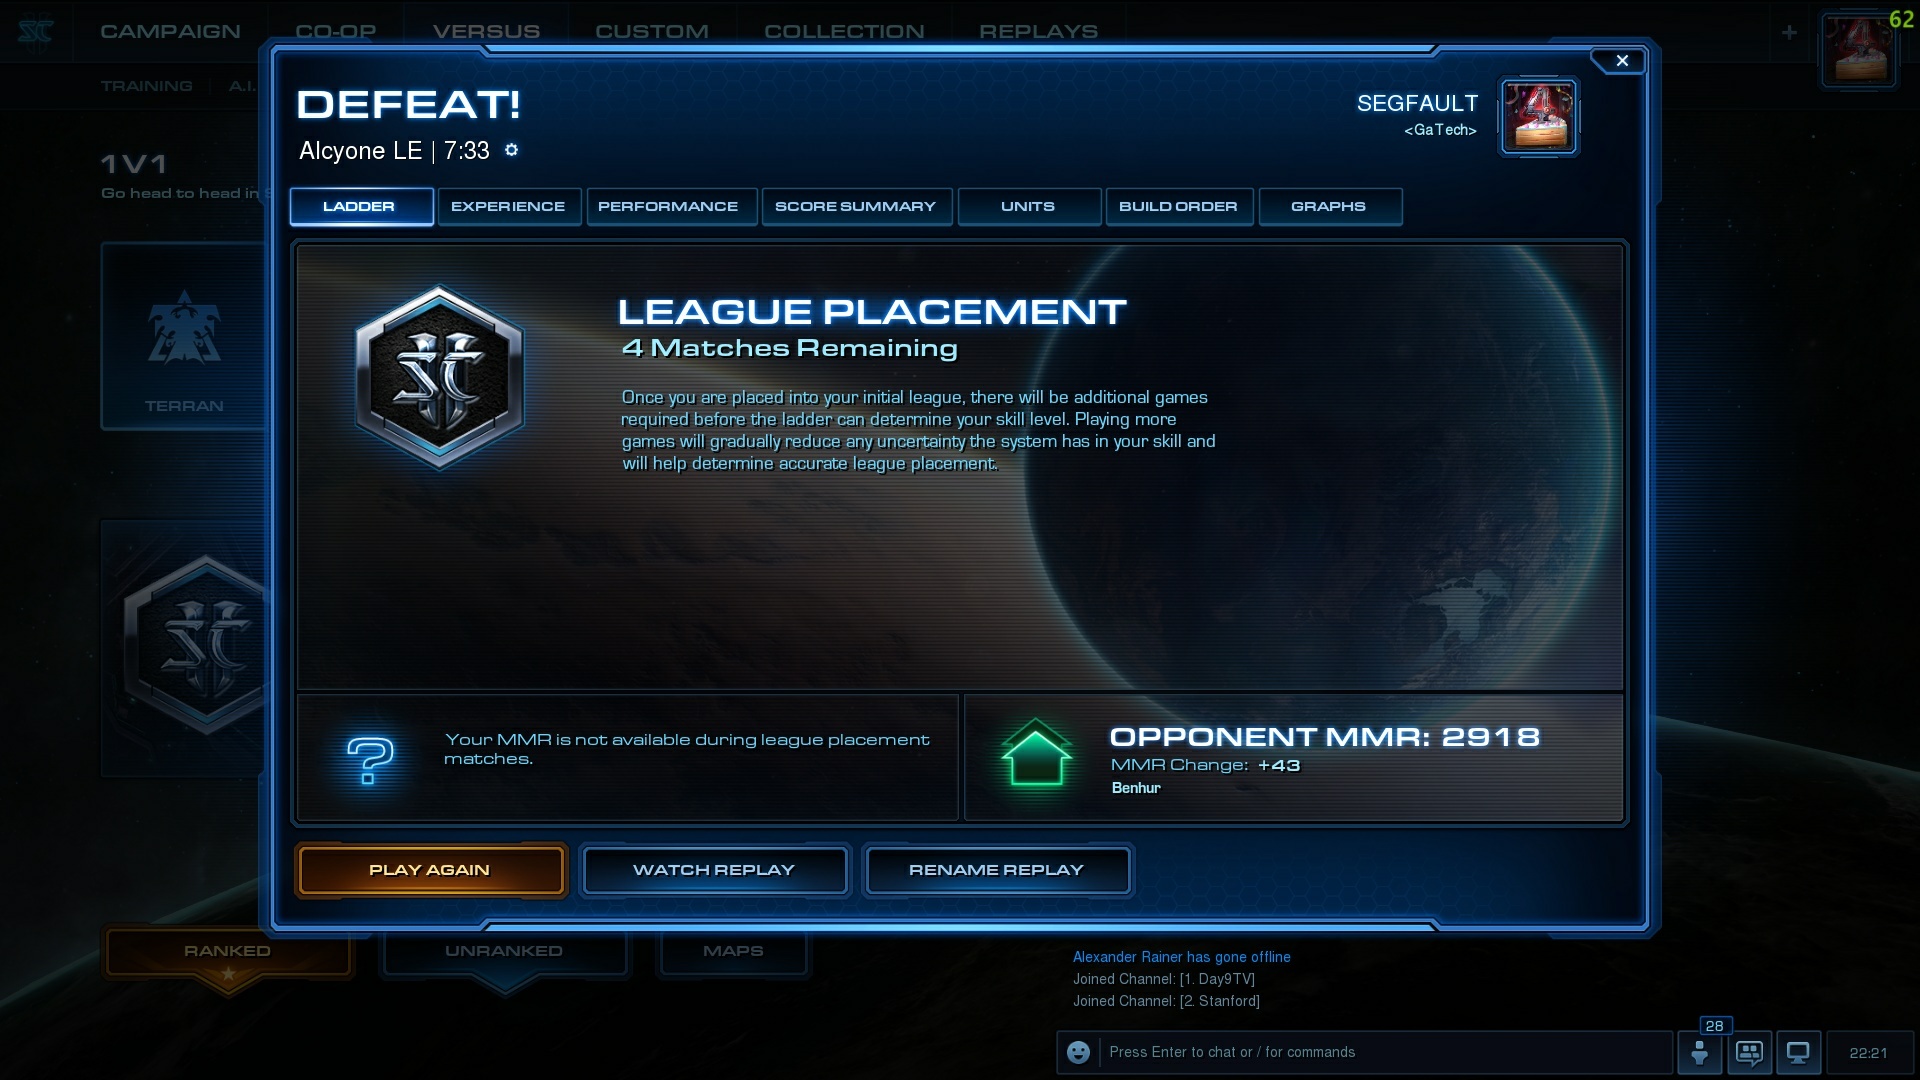 CAMPAIGN
CO-OP
VERSUS
CUSTOM
COLLECTION
REPLAYS
62
TRAINING
A.I.
DEFEAT!
Alcyone LE | 7:33
SEGFAULT
<GaTech>
1V1
Go head to head in
LADDER
EXPERIENCE
PERFORMANCE
SCORE SUMMARY
UNITS
BUILD ORDER
GRAPHS
TERRAN
LEAGUE PLACEMENT
4 Matches Remaining
Once you are placed into your initial league, there will be additional games
required before the ladder can determine your skill level. Playing more
games will gradually reduce any uncertainty the system has in your skill and
will help determine accurate league placement.
Your MMR is not available during league placement
matches.
OPPONENT MMR: 2918
MMR Change: +43
Benhur
PLAY AGAIN
WATCH REPLAY
RENAME REPLAY
RANKED
UNRANKED
MAPS
Alexander Rainer has gone offline
Joined Channel: [1. Day9TV]
Joined Channel: [2. Stanford]
Press Enter to chat or / for commands
28
22:21